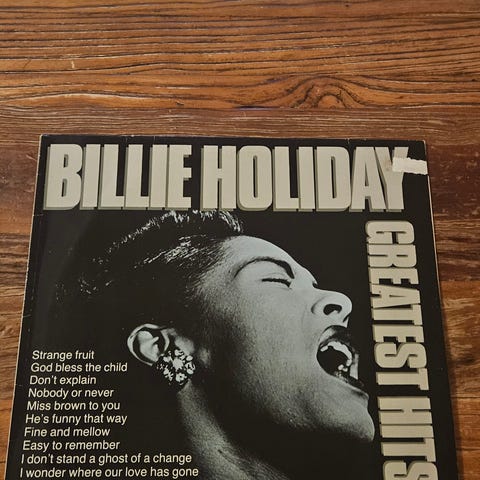 BILLIE HOLIDAY
GREATEST HITS
Strange fruit
God bless the child
Don't explain
Nobody or never
Miss brown to you
He's funny that way
Fine and mellow
Easy to remember
I don't stand a ghost of a change
I wonder where our love has gone